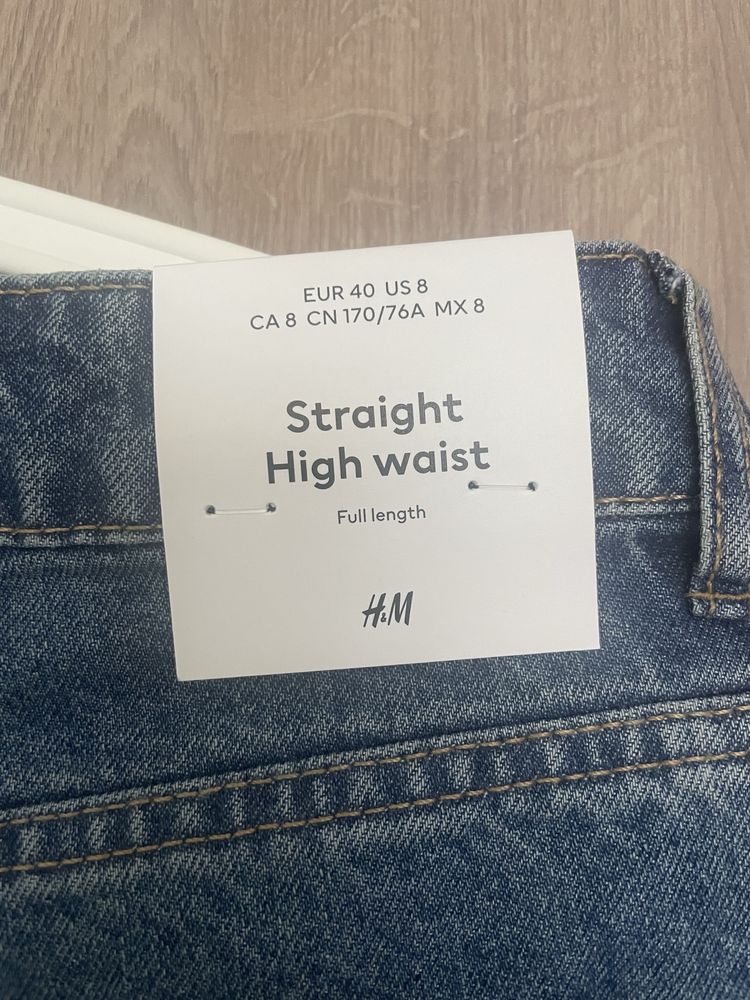 EUR 40 US 8
CA 8 CN 170/76A MX 8
Straight
High waist
Full length
H&M